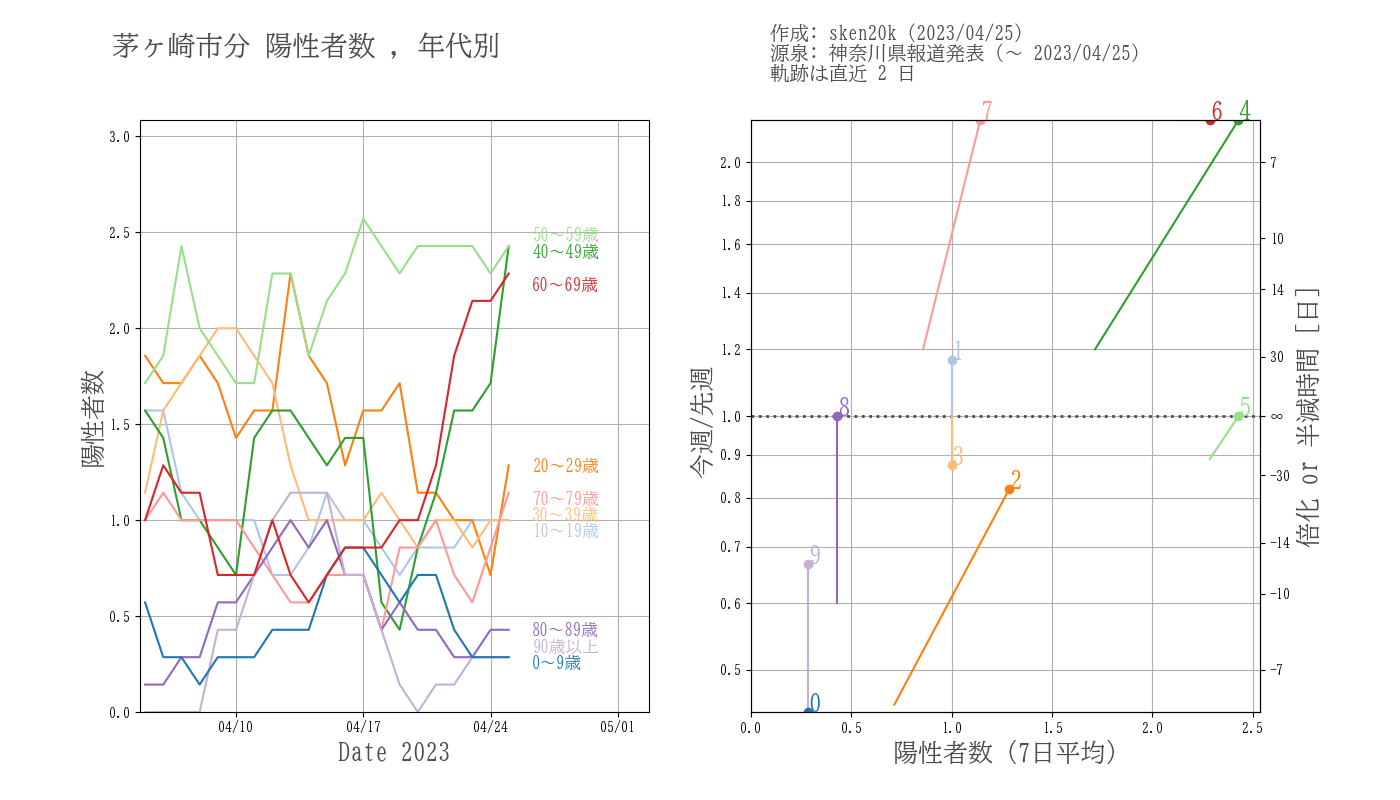 茅ヶ崎市分 陽性者数 , 年代別
作成: sken20k (2023/04/25)
源泉: 神奈川県報道発表 (～ 2023/04/25)
軌跡は直近 2 日
陽性者数
3.0
2.5
2.0
1.5
1.0
0.5
0.0
04/10
04/17
04/24
05/01
Date 2023
50～59歳
40～49歳
60～69歳
20～29歳
70～79歳
30～39歳
10～19歳
80～89歳
90歳以上
0～9歳
今週/先週
2.0
1.8
1.6
1.4
1.2
1.0
0.9
0.8
0.7
0.6
0.5
7
6
4
1
8
5
3
2
9
0
0.0
0.5
1.0
1.5
2.0
2.5
陽性者数 (7日平均)
7
10
14
30
∞
−30
−14
−10
−7
倍化 or 半減時間 [日]